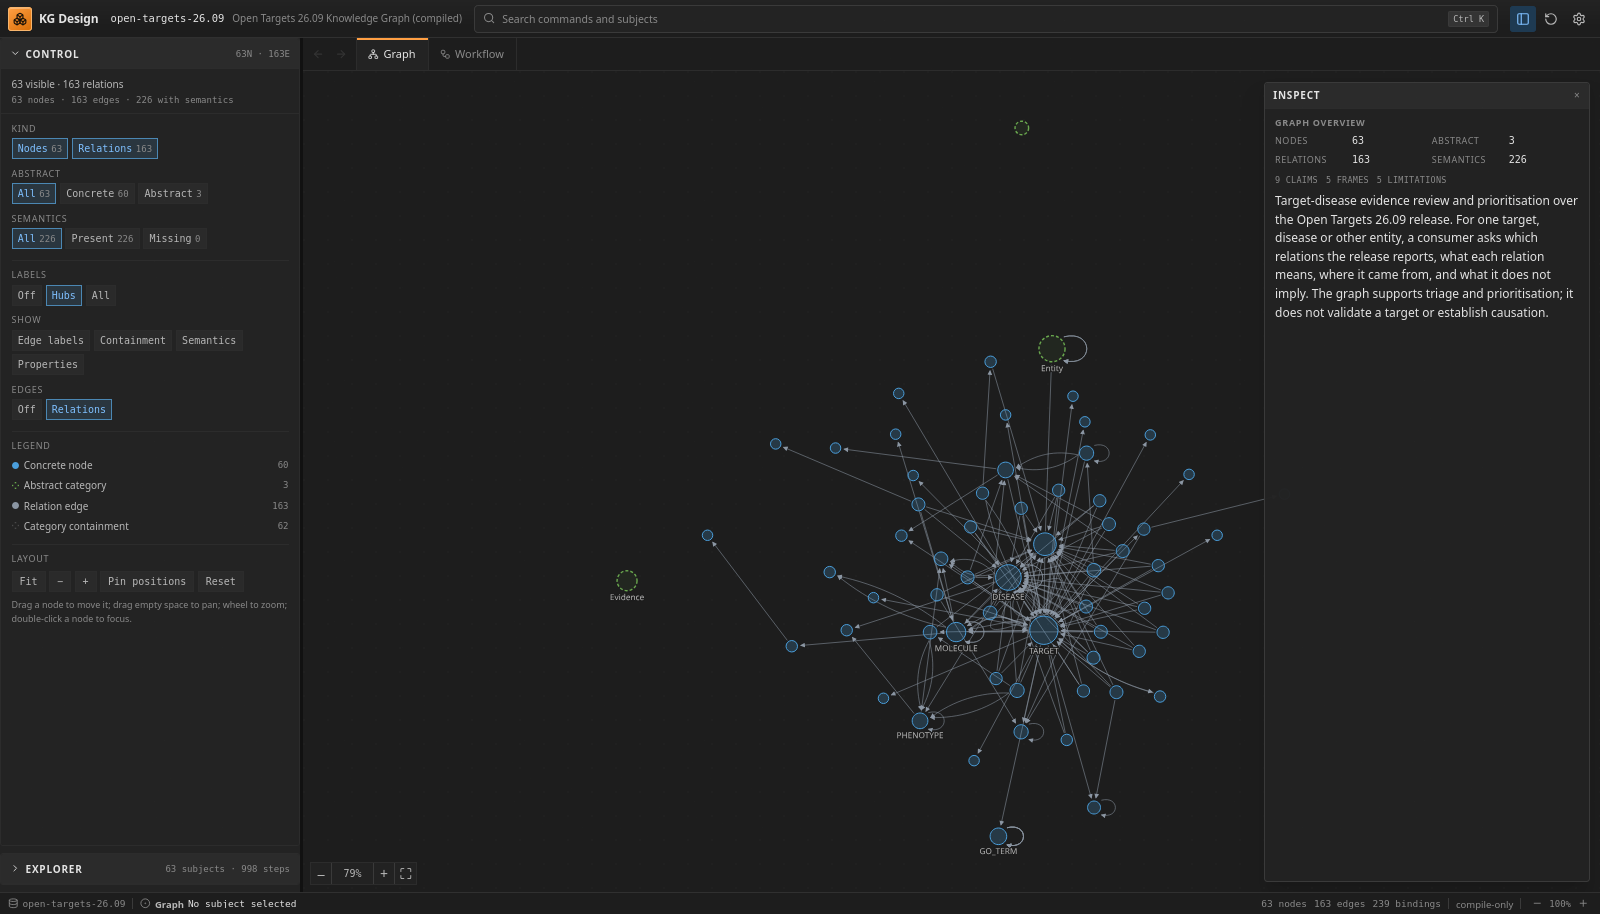 KG Design open-targets-26.09 Open Targets 26.09 Knowledge Graph (compiled) Search commands and subjects Ctrl K
CONTROL 63N · 163E
63 visible · 163 relations
63 nodes · 163 edges · 226 with semantics
KIND
Nodes 63 Relations 163
ABSTRACT
All 63 Concrete 60 Abstract 3
SEMANTICS
All 226 Present 226 Missing 0
LABELS
Off Hubs All
SHOW
Edge labels Containment Semantics
Properties
EDGES
Off Relations
LEGEND
Concrete node 60
Abstract category 3
Relation edge 163
Category containment 62
LAYOUT
Fit − + Pin positions Reset
Drag a node to move it; drag empty space to pan; wheel to zoom;
double-click a node to focus.
EXPLORER 63 subjects · 998 steps
Graph Workflow
Entity
Evidence
DISEASE
MOLECULE
TARGET
PHENOTYPE
GO_TERM
− 79% +
INSPECT ×
GRAPH OVERVIEW
NODES 63 ABSTRACT 3
RELATIONS 163 SEMANTICS 226
9 CLAIMS 5 FRAMES 5 LIMITATIONS
Target-disease evidence review and prioritisation over
the Open Targets 26.09 release. For one target,
disease or other entity, a consumer asks which
relations the release reports, what each relation
means, where it came from, and what it does not
imply. The graph supports triage and prioritisation; it
does not validate a target or establish causation.
open-targets-26.09 Graph No subject selected 63 nodes 163 edges 239 bindings compile-only − 100% +